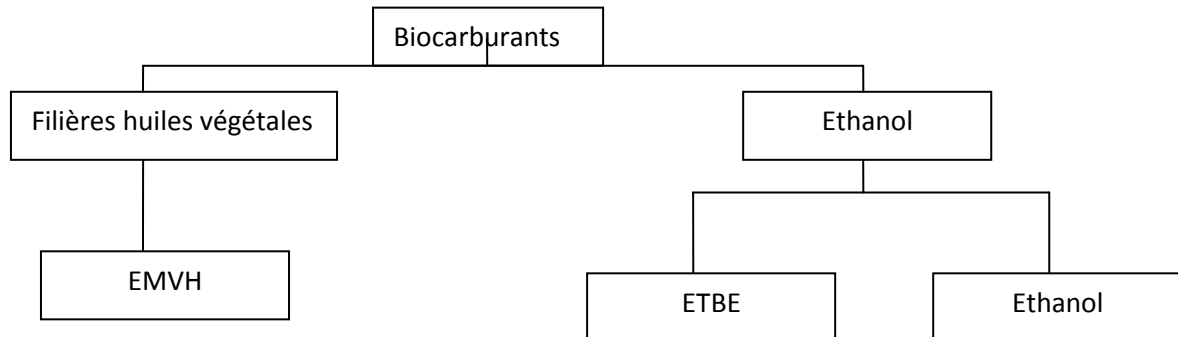 Biocarburants
Filières huiles végétales
Ethanol
EMVH
ETBE
Ethanol